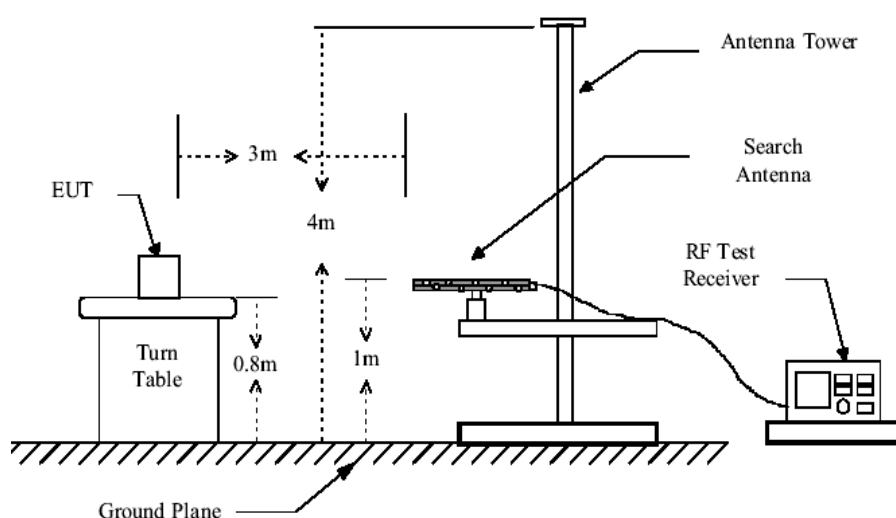 Antenna Tower
3m
Search
Antenna
EUT
4m
RF Test
Receiver
Turn
Table
0.8m
1m
Ground Plane